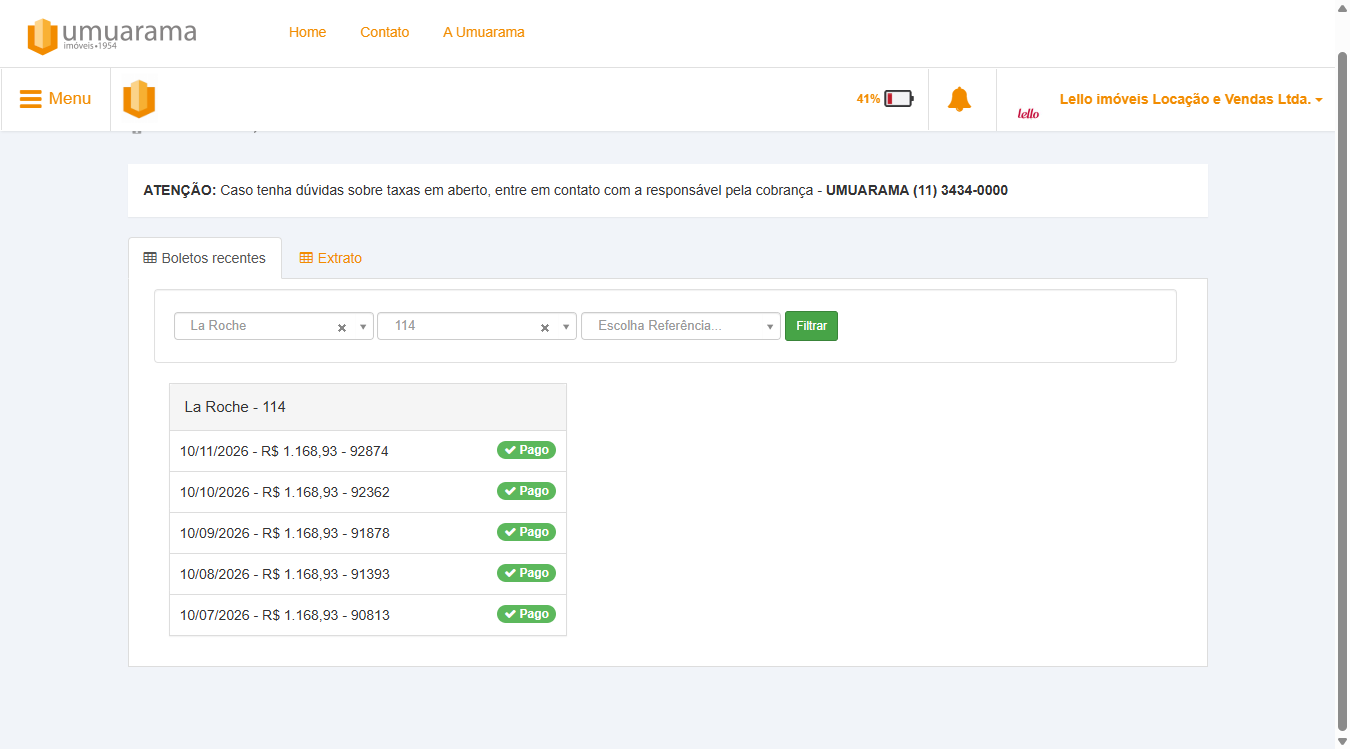 umuarama
imóveis•1954
Home
Contato
A Umuarama
Menu
41%
lello
Lello imóveis Locação e Vendas Ltda.
ATENÇÃO: Caso tenha dúvidas sobre taxas em aberto, entre em contato com a responsável pela cobrança - UMUARAMA (11) 3434-0000
Boletos recentes
Extrato
La Roche
114
Escolha Referência...
Filtrar
La Roche - 114
10/11/2026 - R$ 1.168,93 - 92874
Pago
10/10/2026 - R$ 1.168,93 - 92362
Pago
10/09/2026 - R$ 1.168,93 - 91878
Pago
10/08/2026 - R$ 1.168,93 - 91393
Pago
10/07/2026 - R$ 1.168,93 - 90813
Pago